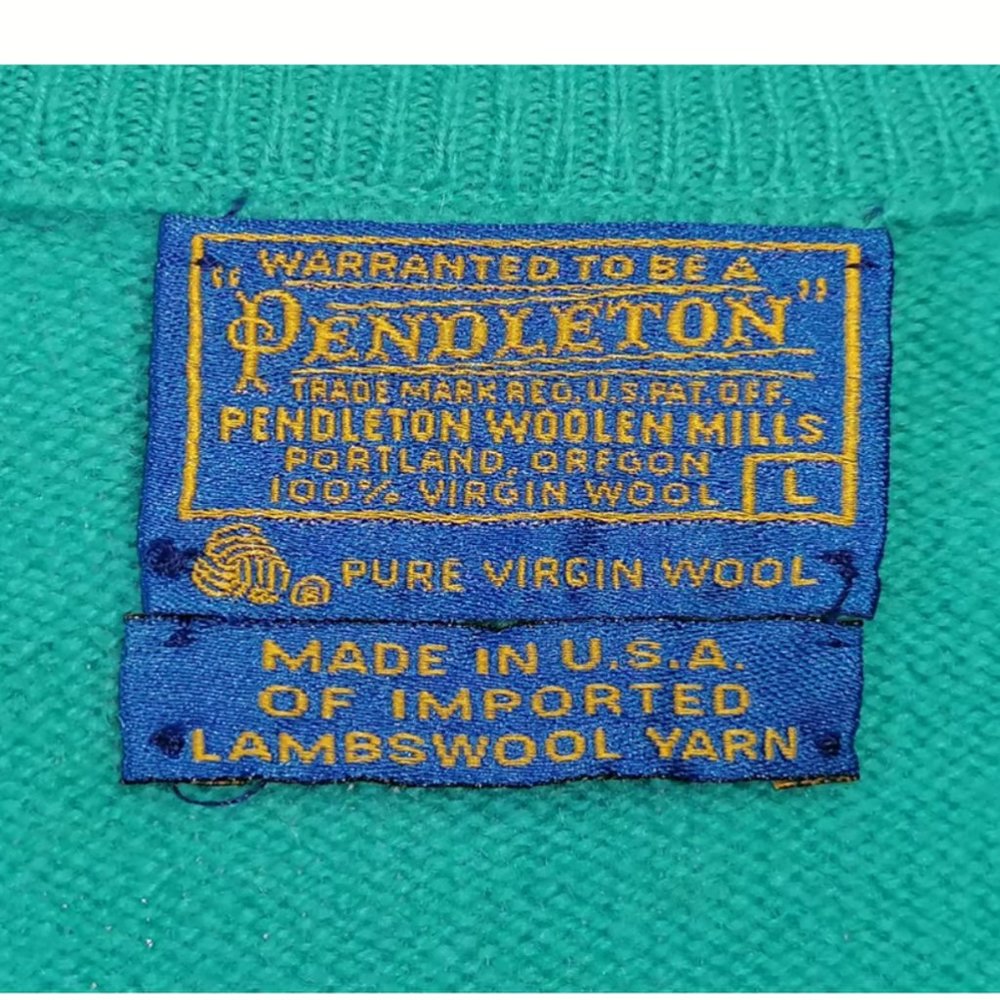 WARRANTED TO BE A
"PENDLETON"
TRADE MARK REG. U.S. PAT. OFF.
PENDLETON WOOLEN MILLS
PORTLAND, OREGON
100% VIRGIN WOOL L
® PURE VIRGIN WOOL
MADE IN U.S.A.
OF IMPORTED
LAMBSWOOL YARN